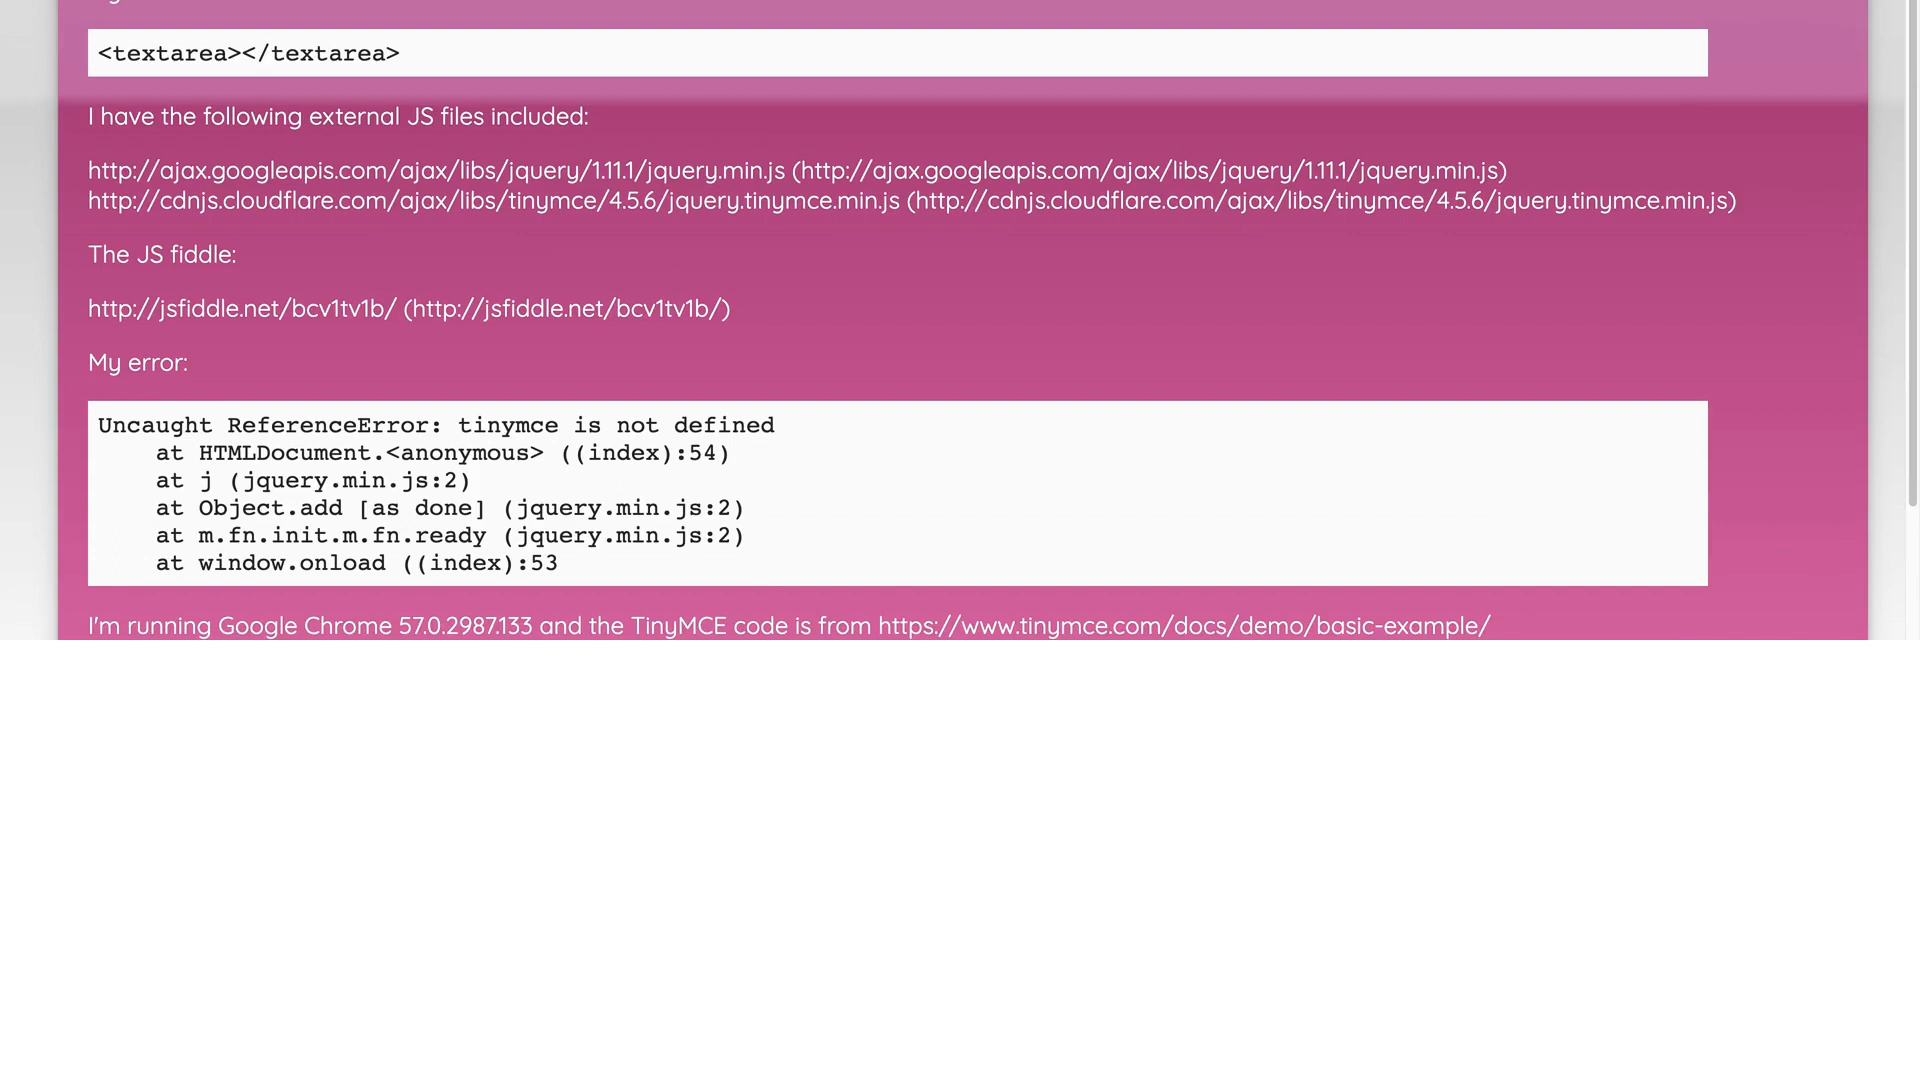 <textarea></textarea>
I have the following external JS files included:
http://ajax.googleapis.com/ajax/libs/jquery/1.11.1/jquery.min.js (http://ajax.googleapis.com/ajax/libs/jquery/1.11.1/jquery.min.js)
http://cdnjs.cloudflare.com/ajax/libs/tinymce/4.5.6/jquery.tinymce.min.js (http://cdnjs.cloudflare.com/ajax/libs/tinymce/4.5.6/jquery.tinymce.min.js)
The JS fiddle:
http://jsfiddle.net/bcv1tv1b/ (http://jsfiddle.net/bcv1tv1b/)
My error:
Uncaught ReferenceError: tinymce is not defined
    at HTMLDocument.<anonymous> ((index):54)
    at j (jquery.min.js:2)
    at Object.add [as done] (jquery.min.js:2)
    at m.fn.init.m.fn.ready (jquery.min.js:2)
    at window.onload ((index):53
I'm running Google Chrome 57.0.2987.133 and the TinyMCE code is from https://www.tinymce.com/docs/demo/basic-example/